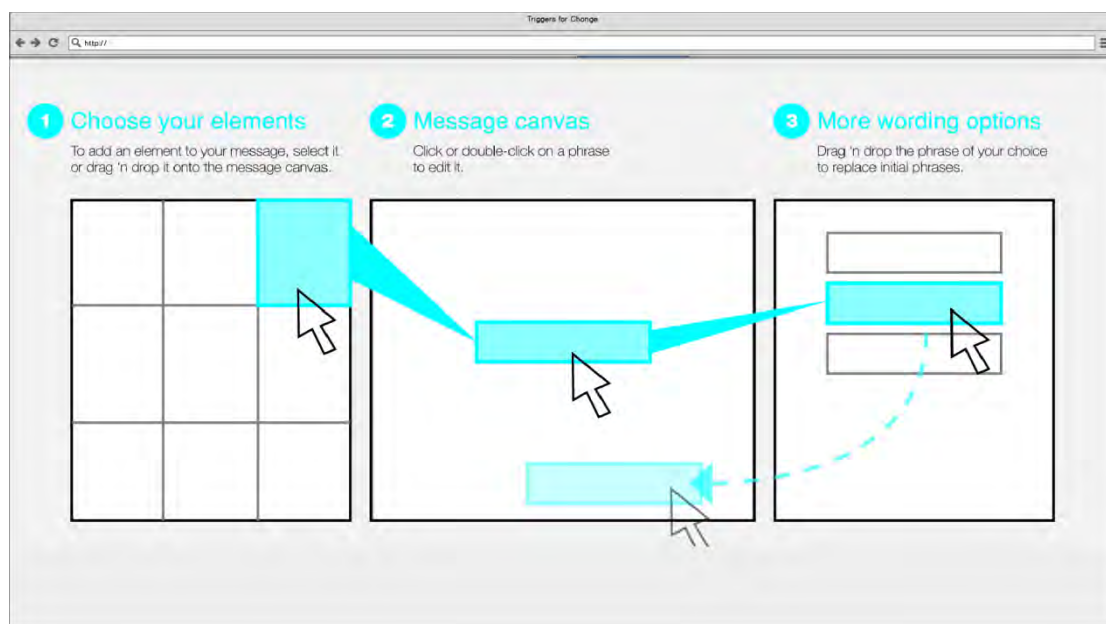 Triggers for Change
http://
1 Choose your elements
To add an element to your message, select it
or drag 'n drop it onto the message canvas.
2 Message canvas
Click or double-click on a phrase
to edit it.
3 More wording options
Drag 'n drop the phrase of your choice
to replace initial phrases.